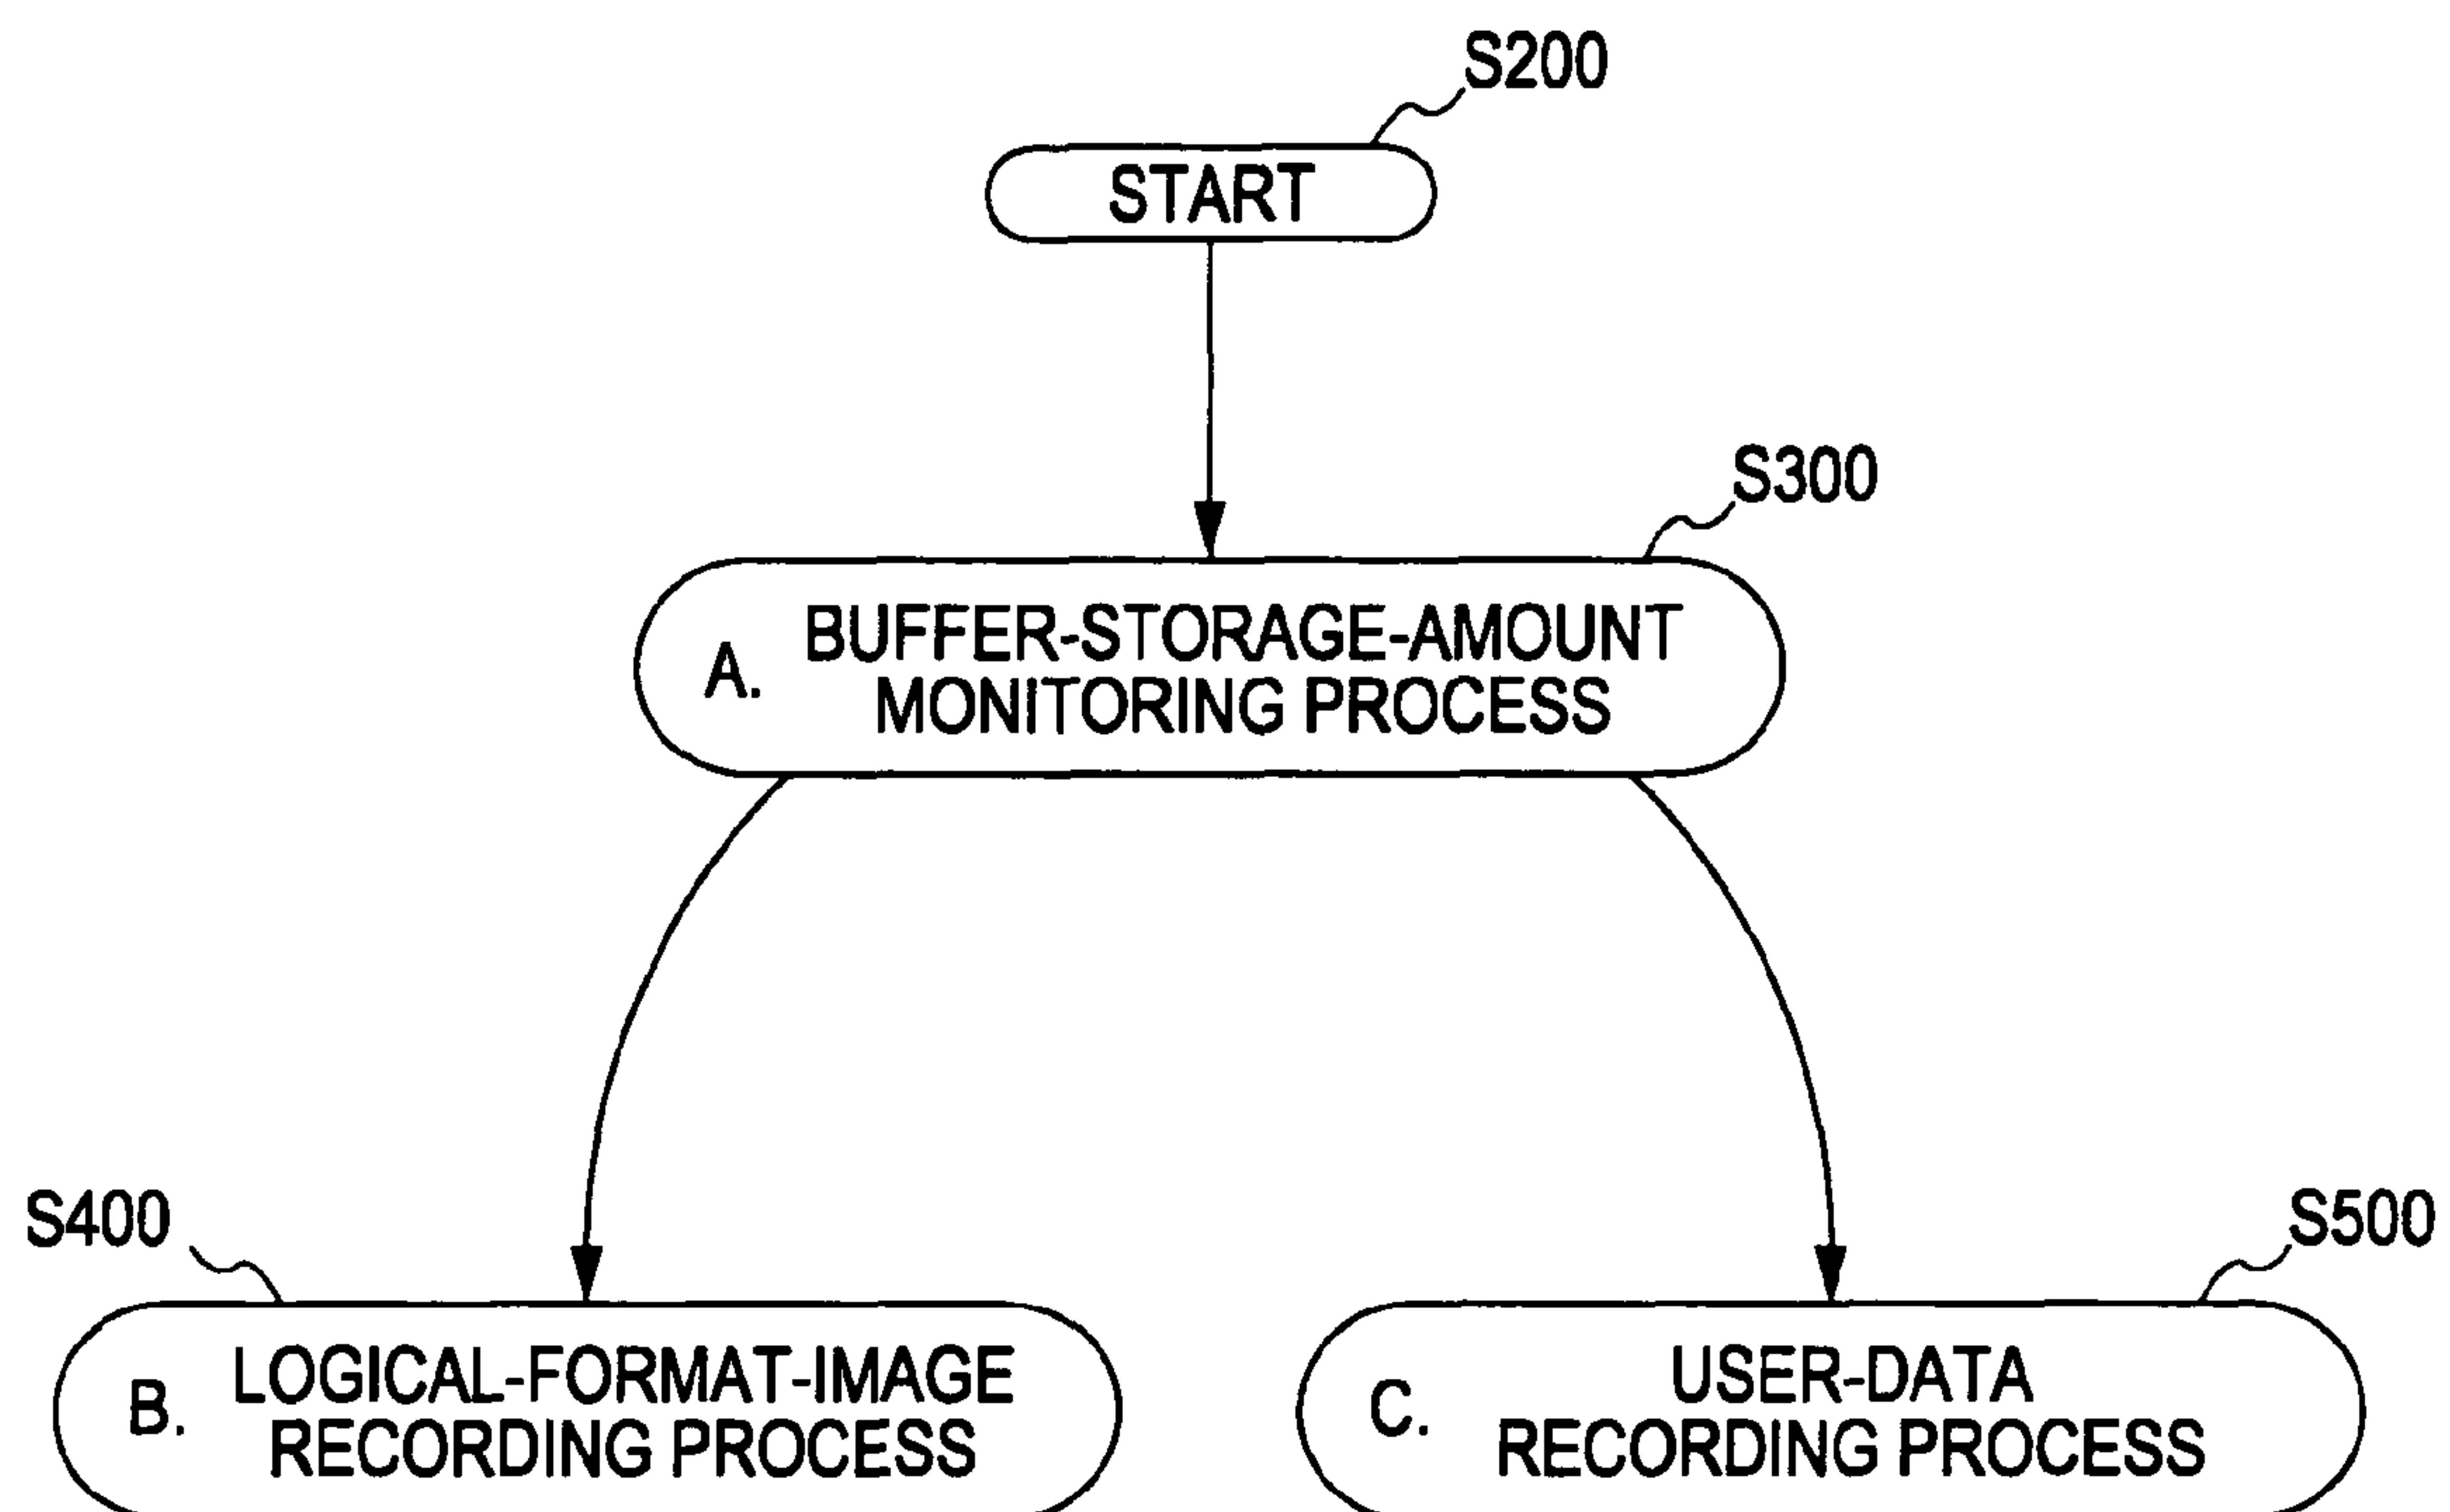 S200
START
S300
A. BUFFER-STORAGE-AMOUNT
MONITORING PROCESS
S400
S500
B. LOGICAL-FORMAT-IMAGE
RECORDING PROCESS
C. USER-DATA
RECORDING PROCESS